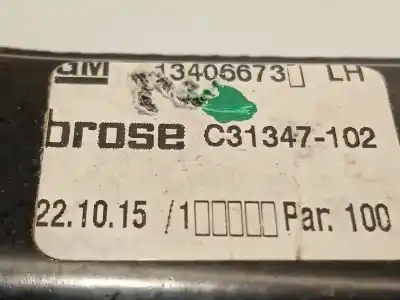 GM 13406673▯ LH
brose C31347-102
22.10.15 /1▯▯▯▯▯ Par. 100